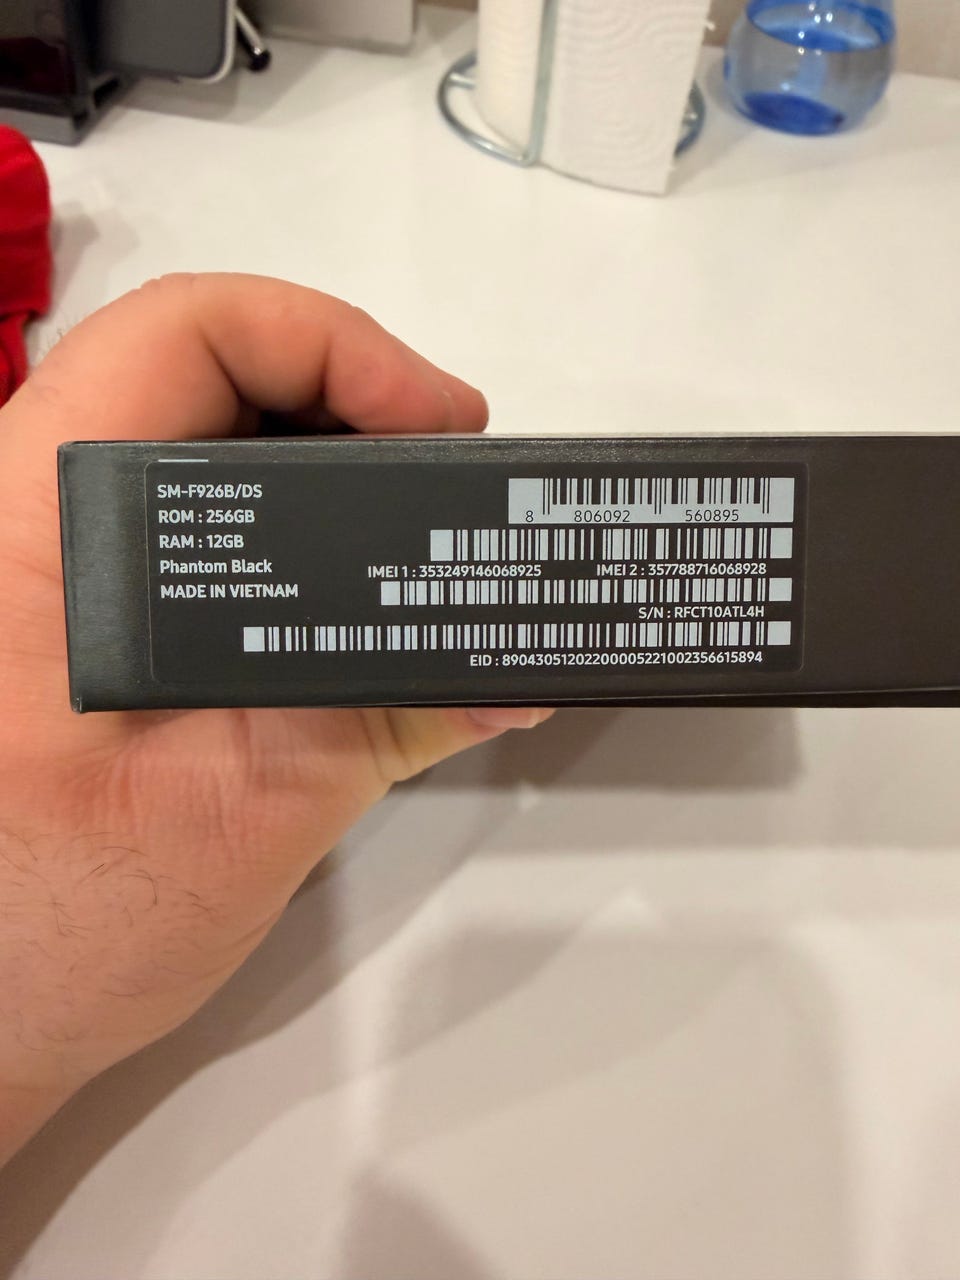 SM-F926B/DS
ROM : 256GB
RAM : 12GB
Phantom Black
MADE IN VIETNAM
8 806092 560895
IMEI 1 : 353249146068925 IMEI 2 : 357788716068928
S/N : RFCT10ATL4H
EID : 89043051202200005221002356615894